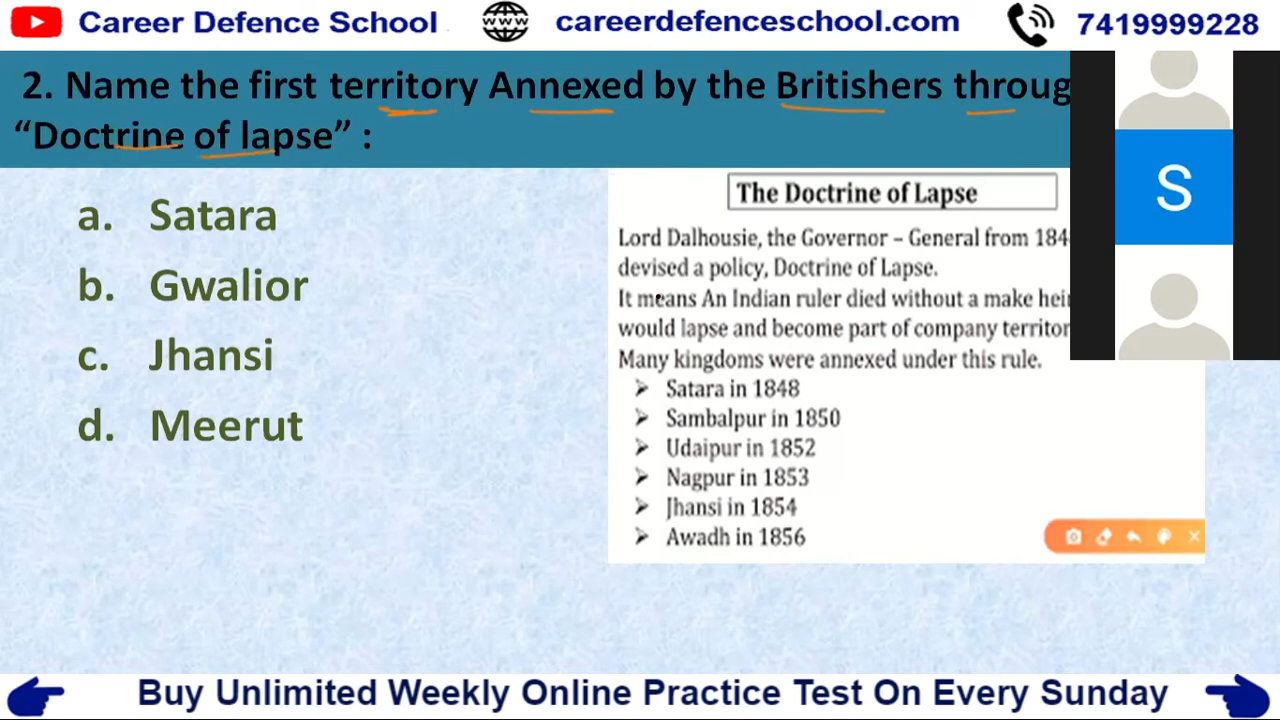 Career Defence School
careerdefenceschool.com
7419999228
2. Name the first territory Annexed by the Britishers
“Doctrine of lapse” :
a. Satara
b. Gwalior
c. Jhansi
d. Meerut
The Doctrine of Lapse
Lord Dalhousie, the Governor – General from
devised a policy, Doctrine of Lapse.
It means An Indian ruler died without a make
would lapse and become part of company
Many kingdoms were annexed under this rule.
➢ Satara in 1848
➢ Sambalpur in 1850
➢ Udaipur in 1852
➢ Nagpur in 1853
➢ Jhansi in 1854
➢ Awadh in 1856
S
Buy Unlimited Weekly Online Practice Test On Every Sunday